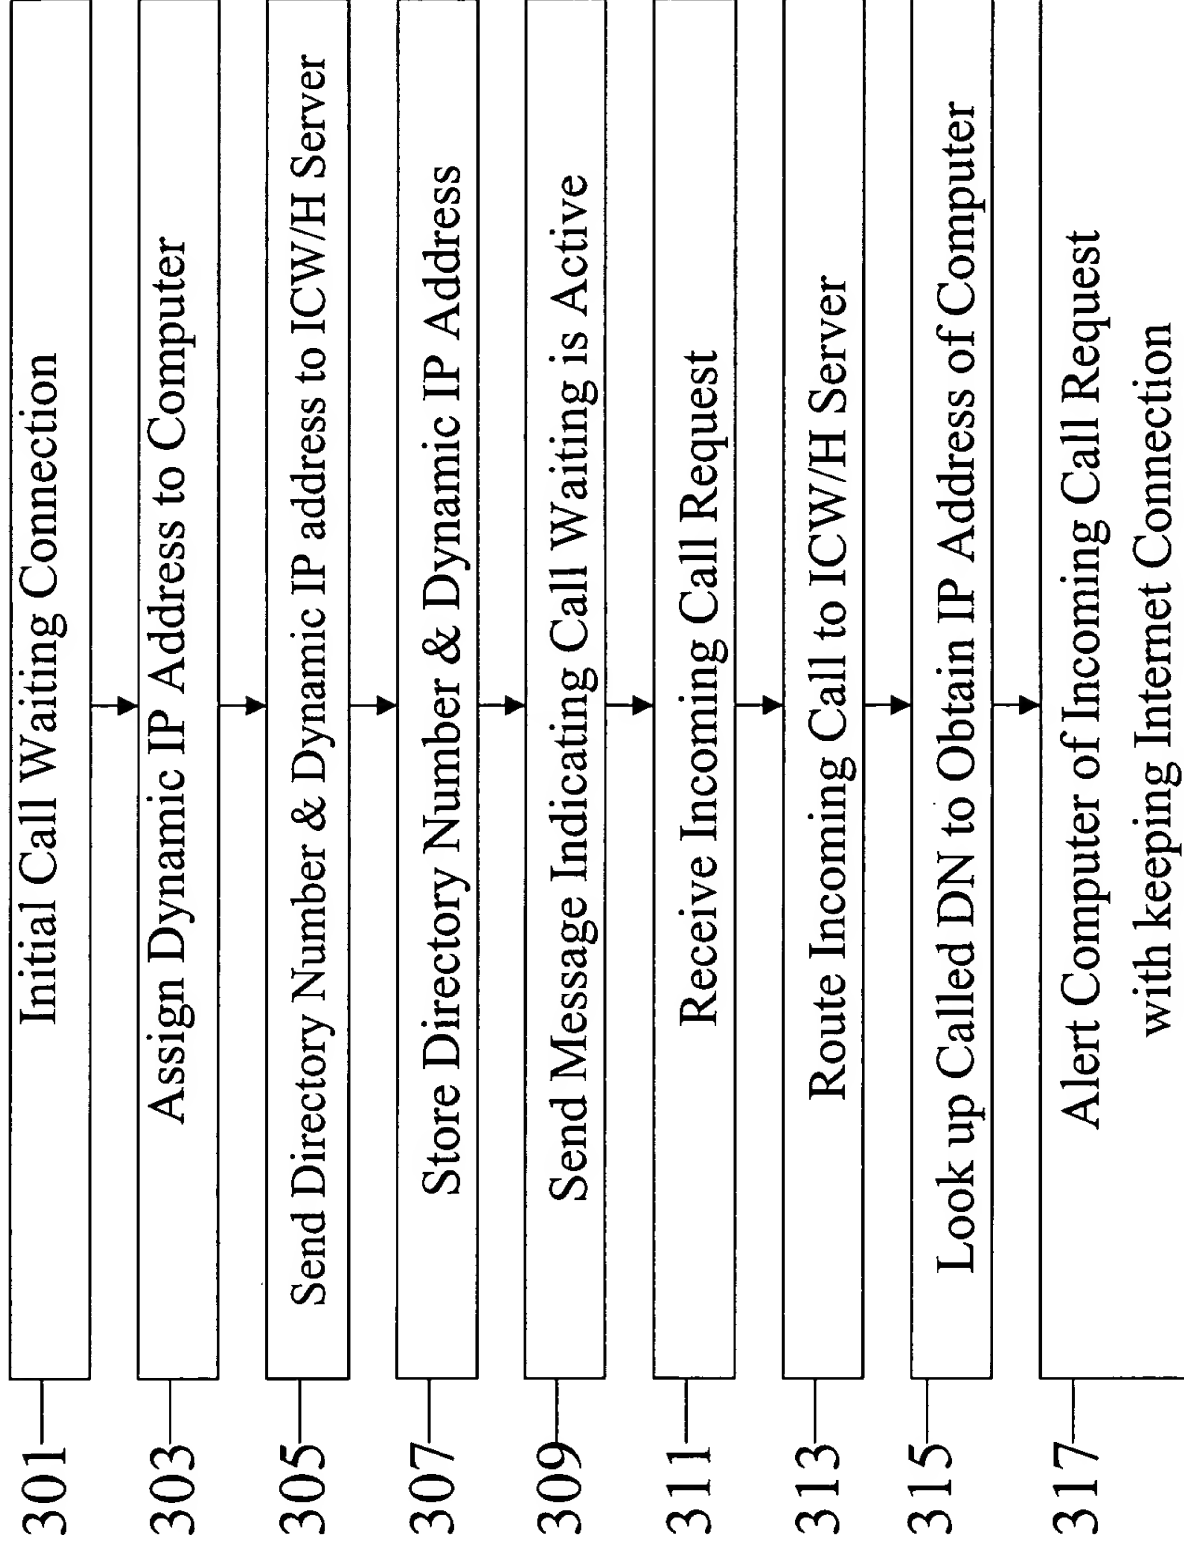 301
Initial Call Waiting Connection
303
Assign Dynamic IP Address to Computer
305
Send Directory Number & Dynamic IP address to ICW/H Server
307
Store Directory Number & Dynamic IP Address
309
Send Message Indicating Call Waiting is Active
311
Receive Incoming Call Request
313
Route Incoming Call to ICW/H Server
315
Look up Called DN to Obtain IP Address of Computer
317
Alert Computer of Incoming Call Request
with keeping Internet Connection